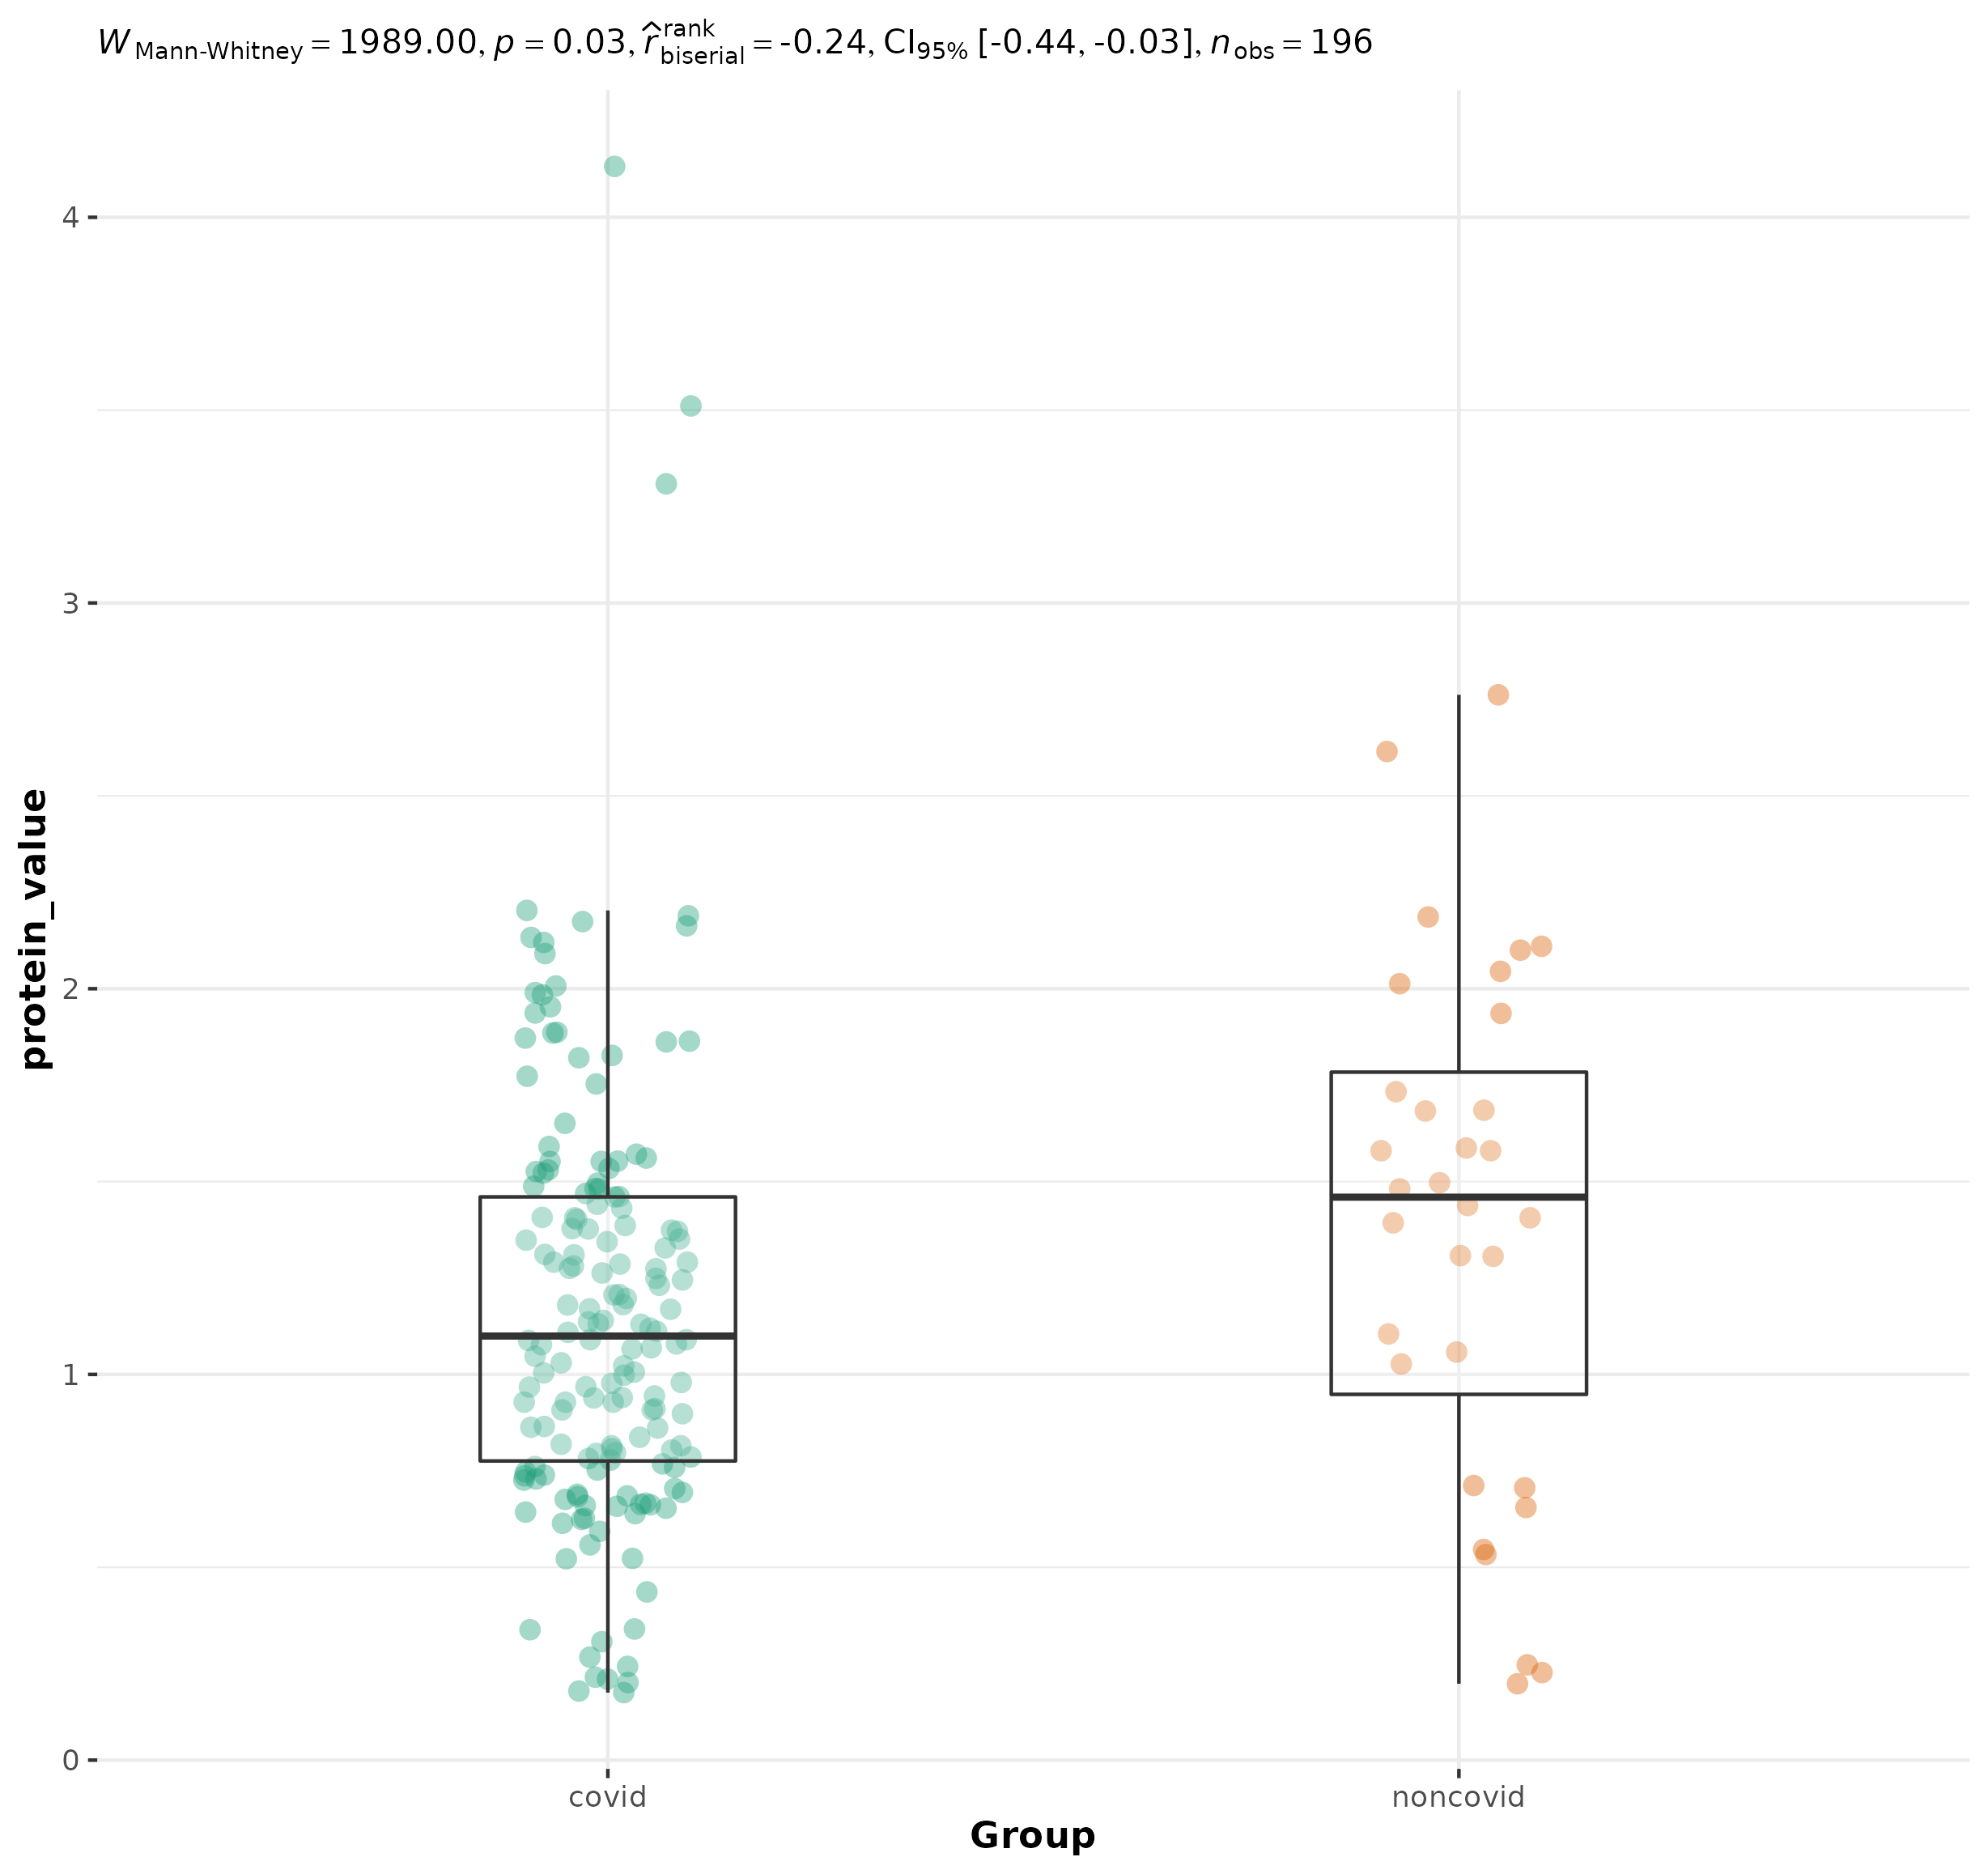 W Mann-Whitney = 1989.00, p = 0.03, r̂ rank biserial = -0.24, CI95% [-0.44, -0.03], nobs = 196
4
3
2
1
0
protein_value
covid
noncovid
Group